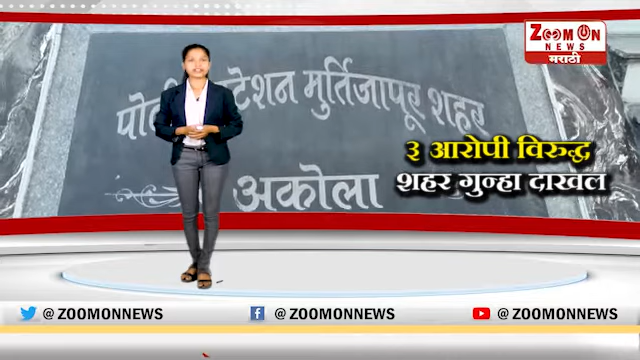 ZOOM ON
NEWS
मराठी
टेशन मुर्तिजापूर शहर
अकोला
३ आरोपी विरुद्ध
शहर गुन्हा दाखल
@ ZOOMONNEWS
@ ZOOMONNEWS
@ ZOOMONNEWS